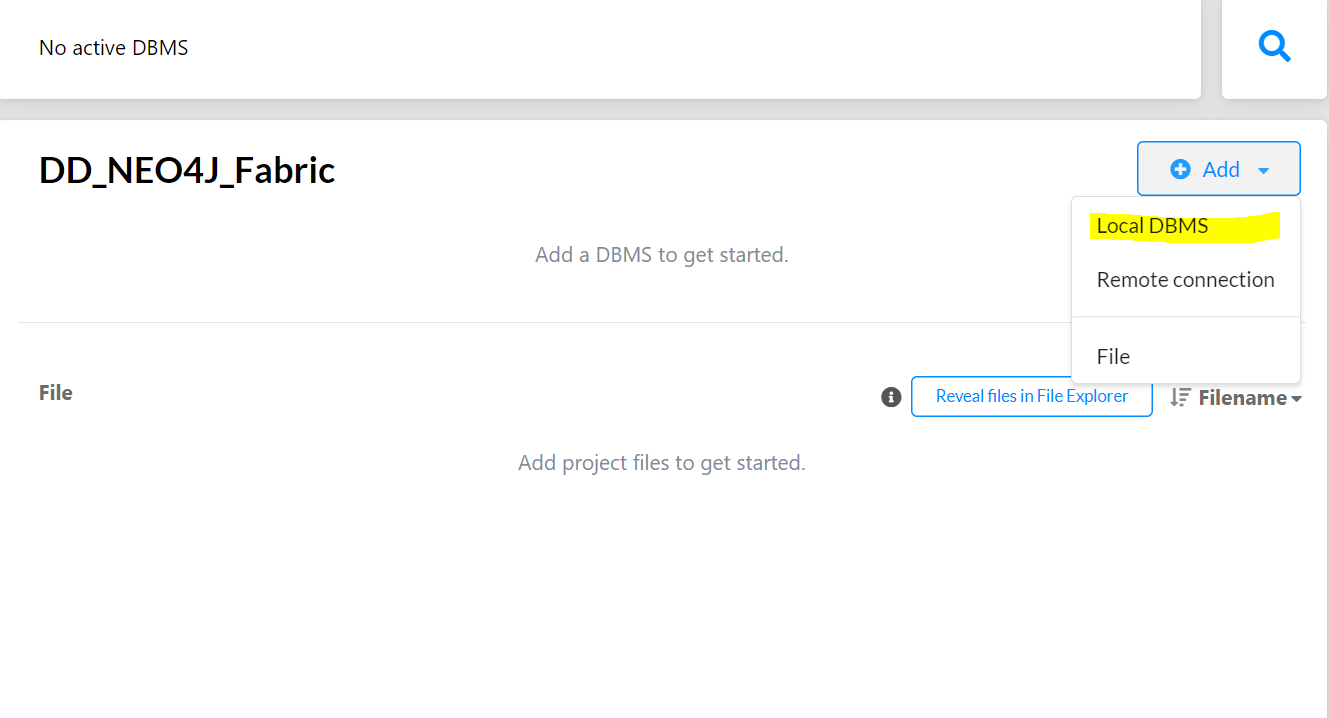 No active DBMS
DD_NEO4J_Fabric
Add
Local DBMS
Add a DBMS to get started.
Remote connection
File
File
Reveal files in File Explorer
Filename
Add project files to get started.